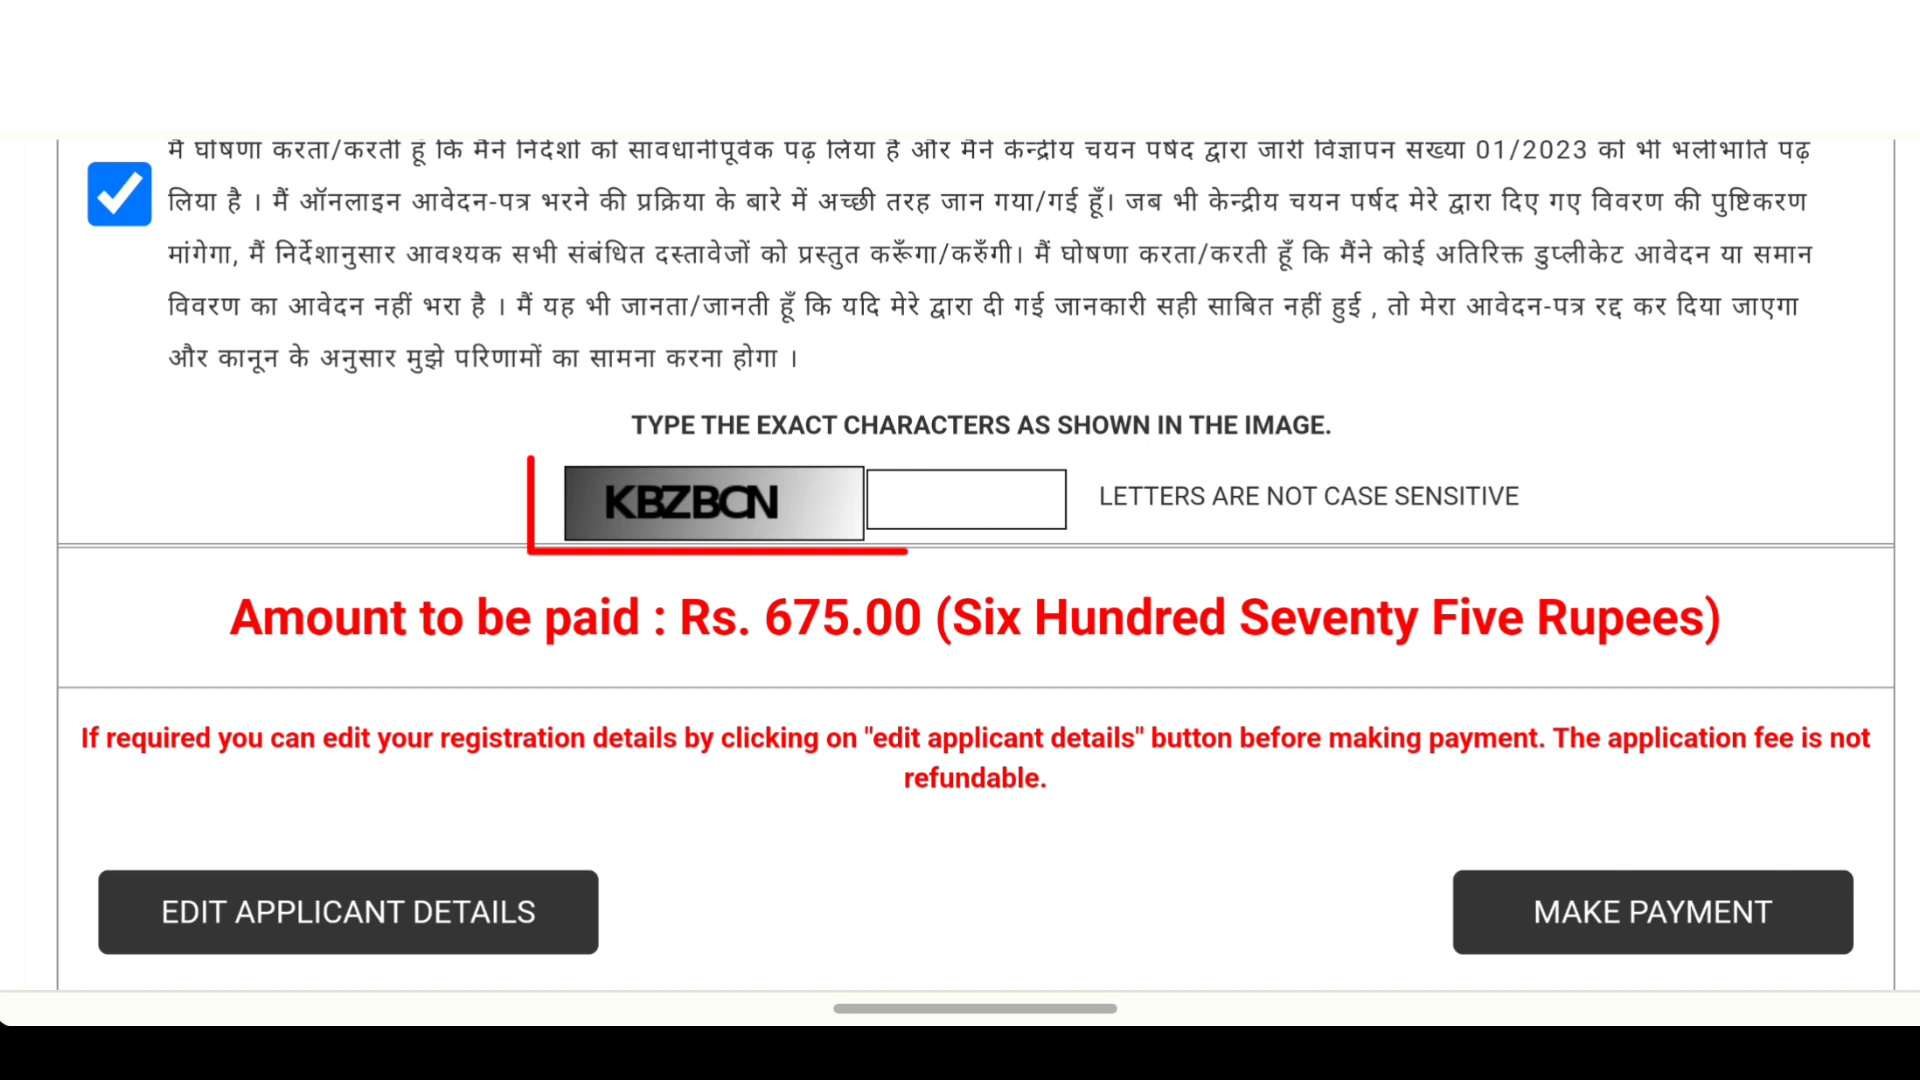 मैं घोषणा करता/करती हूँ कि मैंने निर्देशों को सावधानीपूर्वक पढ़ लिया है और मैंने केन्द्रीय चयन पर्षद द्वारा जारी विज्ञापन संख्या 01/2023 को भी भलीभांति पढ़
लिया है । मैं ऑनलाइन आवेदन-पत्र भरने की प्रक्रिया के बारे में अच्छी तरह जान गया/गई हूँ। जब भी केन्द्रीय चयन पर्षद मेरे द्वारा दिए गए विवरण की पुष्टिकरण
मांगेगा, मैं निर्देशानुसार आवश्यक सभी संबंधित दस्तावेजों को प्रस्तुत करूँगा/करुँगी। मैं घोषणा करता/करती हूँ कि मैंने कोई अतिरिक्त डुप्लीकेट आवेदन या समान
विवरण का आवेदन नहीं भरा है । मैं यह भी जानता/जानती हूँ कि यदि मेरे द्वारा दी गई जानकारी सही साबित नहीं हुई , तो मेरा आवेदन-पत्र रद्द कर दिया जाएगा
और कानून के अनुसार मुझे परिणामों का सामना करना होगा ।
TYPE THE EXACT CHARACTERS AS SHOWN IN THE IMAGE.
KBZBCN LETTERS ARE NOT CASE SENSITIVE
Amount to be paid : Rs. 675.00 (Six Hundred Seventy Five Rupees)
If required you can edit your registration details by clicking on "edit applicant details" button before making payment. The application fee is not
refundable.
EDIT APPLICANT DETAILS MAKE PAYMENT